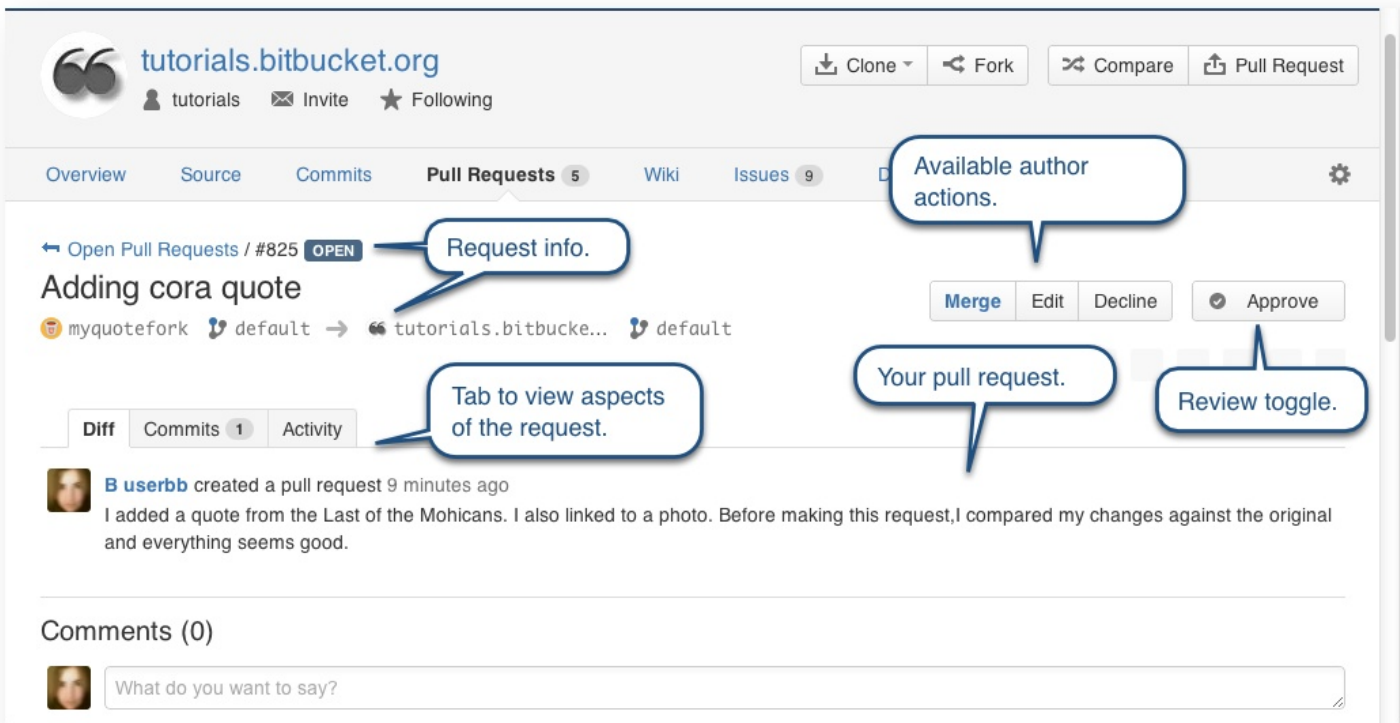 tutorials.bitbucket.org
Clone
Fork
Compare
Pull Request
tutorials
Invite
Following
Overview
Source
Commits
Pull Requests 5
Wiki
Issues 9
D
Available author
actions.
Open Pull Requests / #825 OPEN
Request info.
Adding cora quote
Merge
Edit
Decline
Approve
myquotefork default → tutorials.bitbucke... default
Your pull request.
Review toggle.
Tab to view aspects
of the request.
Diff
Commits 1
Activity
B userbb created a pull request 9 minutes ago
I added a quote from the Last of the Mohicans. I also linked to a photo. Before making this request,I compared my changes against the original
and everything seems good.
Comments (0)
What do you want to say?